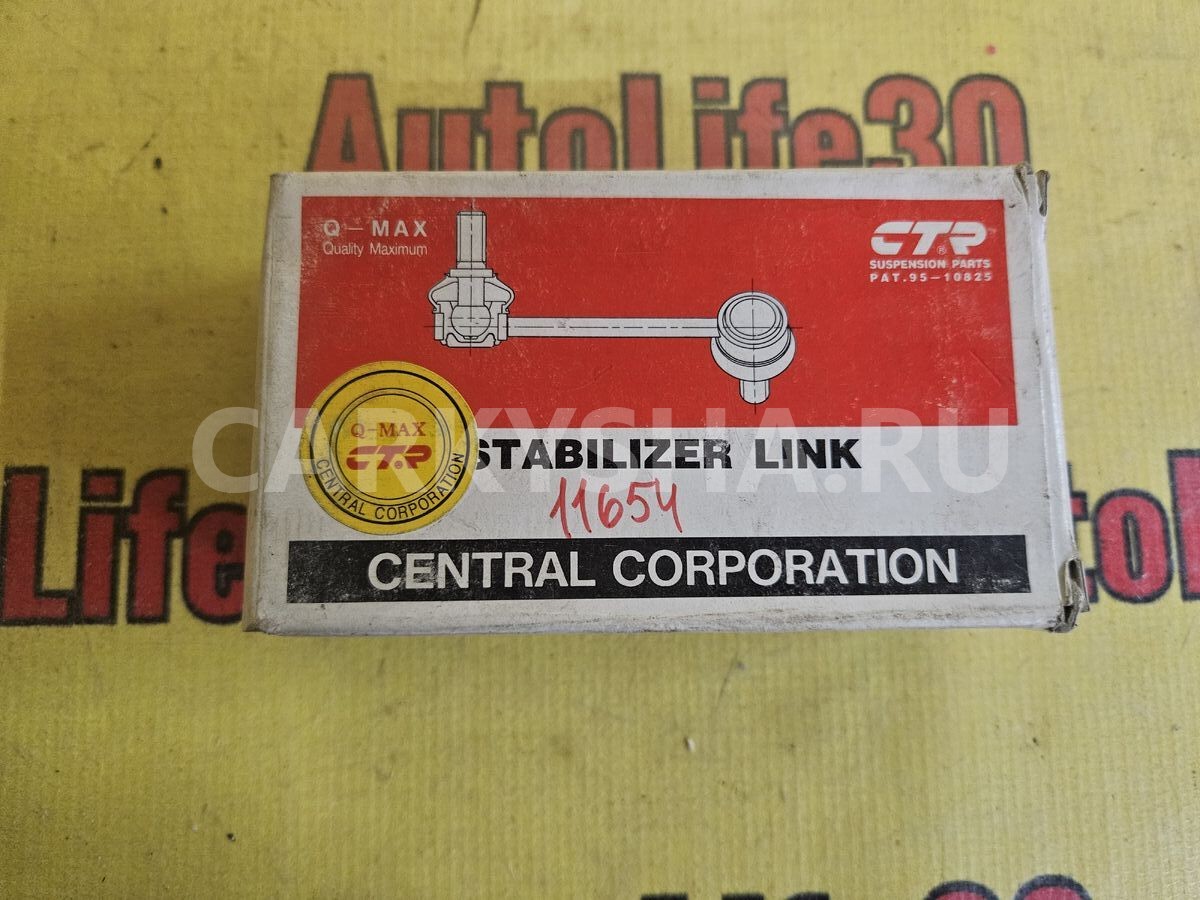 AutoLife30
Q - MAX
Quality Maximum
CTR®
SUSPENSION PARTS
PAT.95-10825
Q-MAX
CTR
CENTRAL CORPORATION
STABILIZER LINK
CARKYSHA.RU
11654
CENTRAL CORPORATION
Life